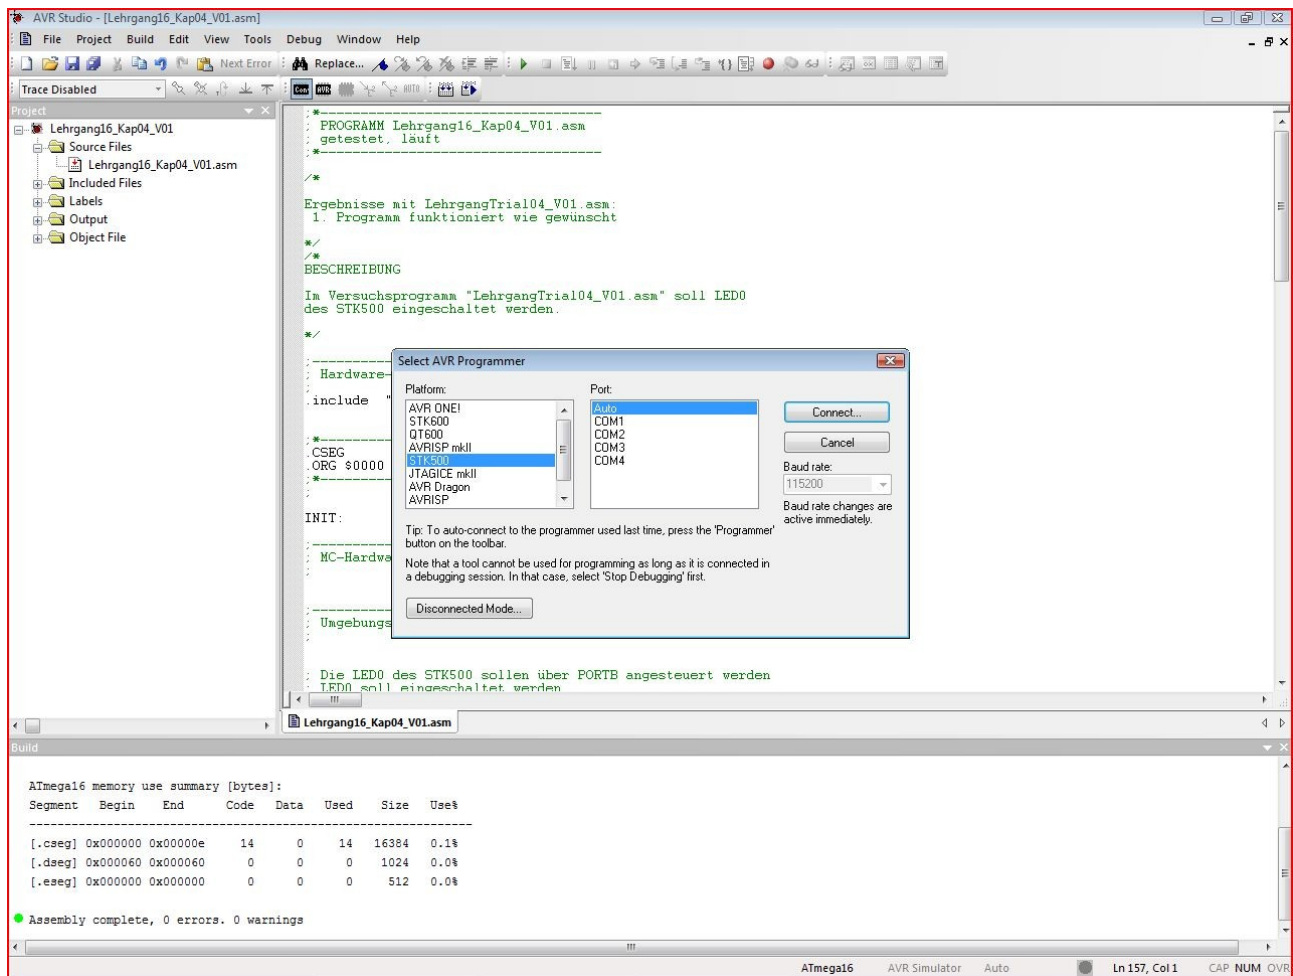 AVR Studio - [Lehrgang16_Kap04_V01.asm]
File Project Build Edit View Tools Debug Window Help
Next Error Replace...
Trace Disabled
Con AVR AUTO
Project
Lehrgang16_Kap04_V01
Source Files
Lehrgang16_Kap04_V01.asm
Included Files
Labels
Output
Object File
;*--------------------------------
; PROGRAMM Lehrgang16_Kap04_V01.asm
; getestet, läuft
;*--------------------------------
/*
Ergebnisse mit LehrgangTrial04_V01.asm:
1. Programm funktioniert wie gewünscht
*/
/*
BESCHREIBUNG
Im Versuchsprogramm "LehrgangTrial04_V01.asm" soll LED0
des STK500 eingeschaltet werden.
*/
;----------
; Hardware-
;
.include "
;*---------
.CSEG
.ORG $0000
;*---------
;
INIT:
;----------
; MC-Hardwa
;
;----------
; Umgebungs
;
; Die LED0 des STK500 sollen über PORTB angesteuert werden
; LED0 soll eingeschaltet werden
Select AVR Programmer
Platform:
AVR ONE!
STK600
QT600
AVRISP mkII
STK500
JTAGICE mkII
AVR Dragon
AVRISP
Port:
Auto
COM1
COM2
COM3
COM4
Connect...
Cancel
Baud rate:
115200
Baud rate changes are
active immediately.
Tip: To auto-connect to the programmer used last time, press the 'Programmer'
button on the toolbar.
Note that a tool cannot be used for programming as long as it is connected in
a debugging session. In that case, select 'Stop Debugging' first.
Disconnected Mode...
Lehrgang16_Kap04_V01.asm
Build
ATmega16 memory use summary [bytes]:
Segment Begin End Code Data Used Size Use%
---------------------------------------------------------------
[.cseg] 0x000000 0x00000e 14 0 14 16384 0.1%
[.dseg] 0x000060 0x000060 0 0 0 1024 0.0%
[.eseg] 0x000000 0x000000 0 0 0 512 0.0%
Assembly complete, 0 errors. 0 warnings
ATmega16 AVR Simulator Auto Ln 157, Col 1 CAP NUM OVR